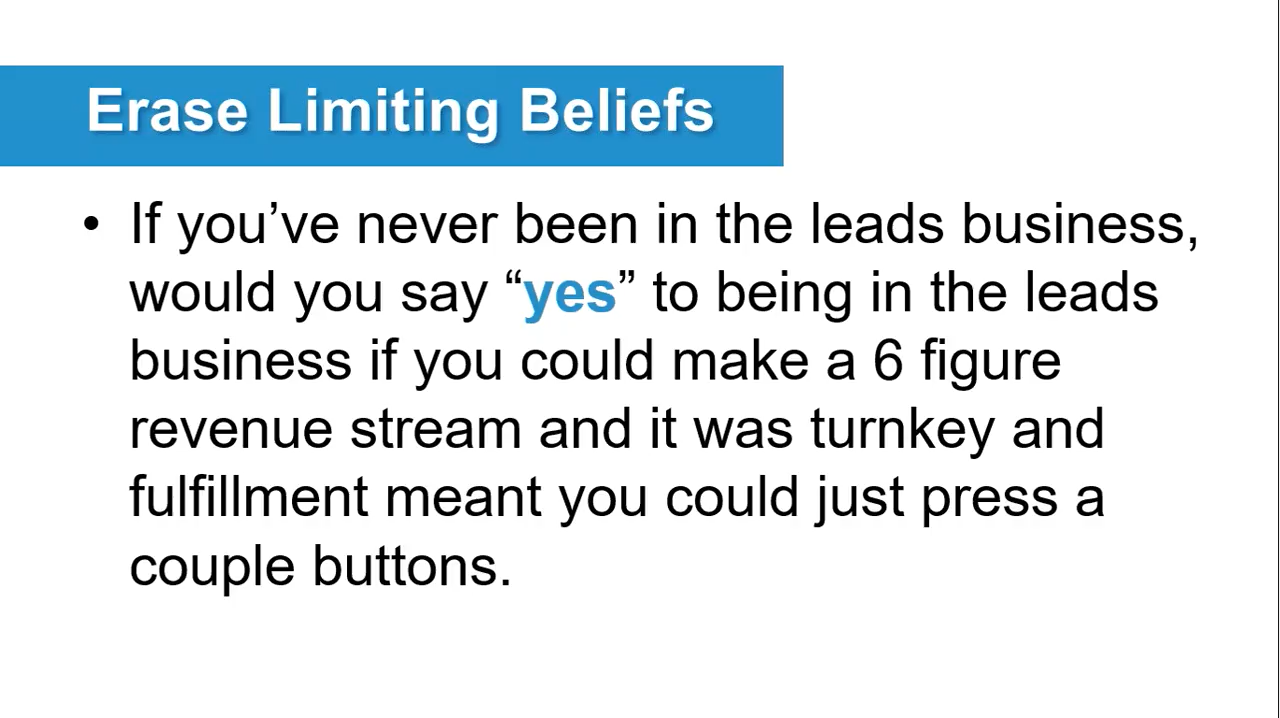 Erase Limiting Beliefs
• If you’ve never been in the leads business,
would you say “yes” to being in the leads
business if you could make a 6 figure
revenue stream and it was turnkey and
fulfillment meant you could just press a
couple buttons.